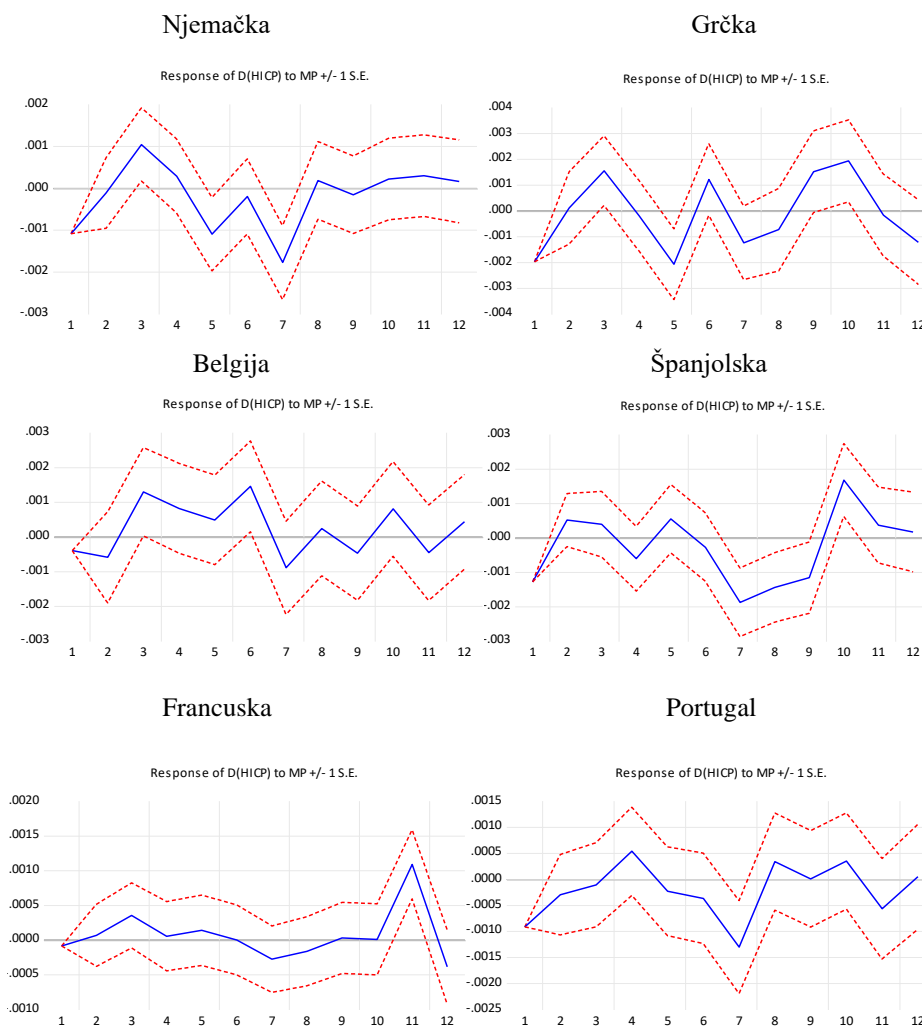 Njemačka
Grčka
Response of D(HICP) to MP +/- 1 S.E.
.002
.001
.000
-.001
-.002
-.003
1 2 3 4 5 6 7 8 9 10 11 12
Response of D(HICP) to MP +/- 1 S.E.
.004
.003
.002
.001
.000
-.001
-.002
-.003
-.004
1 2 3 4 5 6 7 8 9 10 11 12
Belgija
Španjolska
Response of D(HICP) to MP +/- 1 S.E.
.003
.002
.001
.000
-.001
-.002
-.003
1 2 3 4 5 6 7 8 9 10 11 12
Response of D(HICP) to MP +/- 1 S.E.
.003
.002
.001
.000
-.001
-.002
-.003
1 2 3 4 5 6 7 8 9 10 11 12
Francuska
Portugal
Response of D(HICP) to MP +/- 1 S.E.
.0020
.0015
.0010
.0005
.0000
-.0005
-.0010
1 2 3 4 5 6 7 8 9 10 11 12
Response of D(HICP) to MP +/- 1 S.E.
.0015
.0010
.0005
.0000
-.0005
-.0010
-.0015
-.0020
-.0025
1 2 3 4 5 6 7 8 9 10 11 12